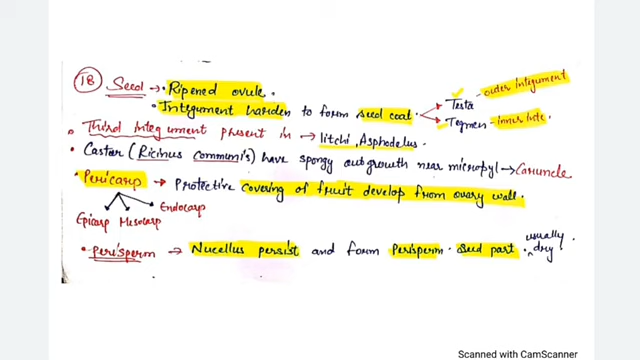 18 Seed → • Ripened ovule.
• Integument harden to form seed coat
Testa - outer integument
Tegmen - inner inte
• Third integument present in → litchi, Asphodelus.
• Castor (Ricinus communis) have spongy outgrowth near micropyl → Caruncle
• Pericarp → Protective covering of fruit develop from ovary wall.
Epicarp Mesocarp Endocarp
• Perisperm → Nucellus persist and form Perisperm. Seed part. usually dry.
Scanned with CamScanner